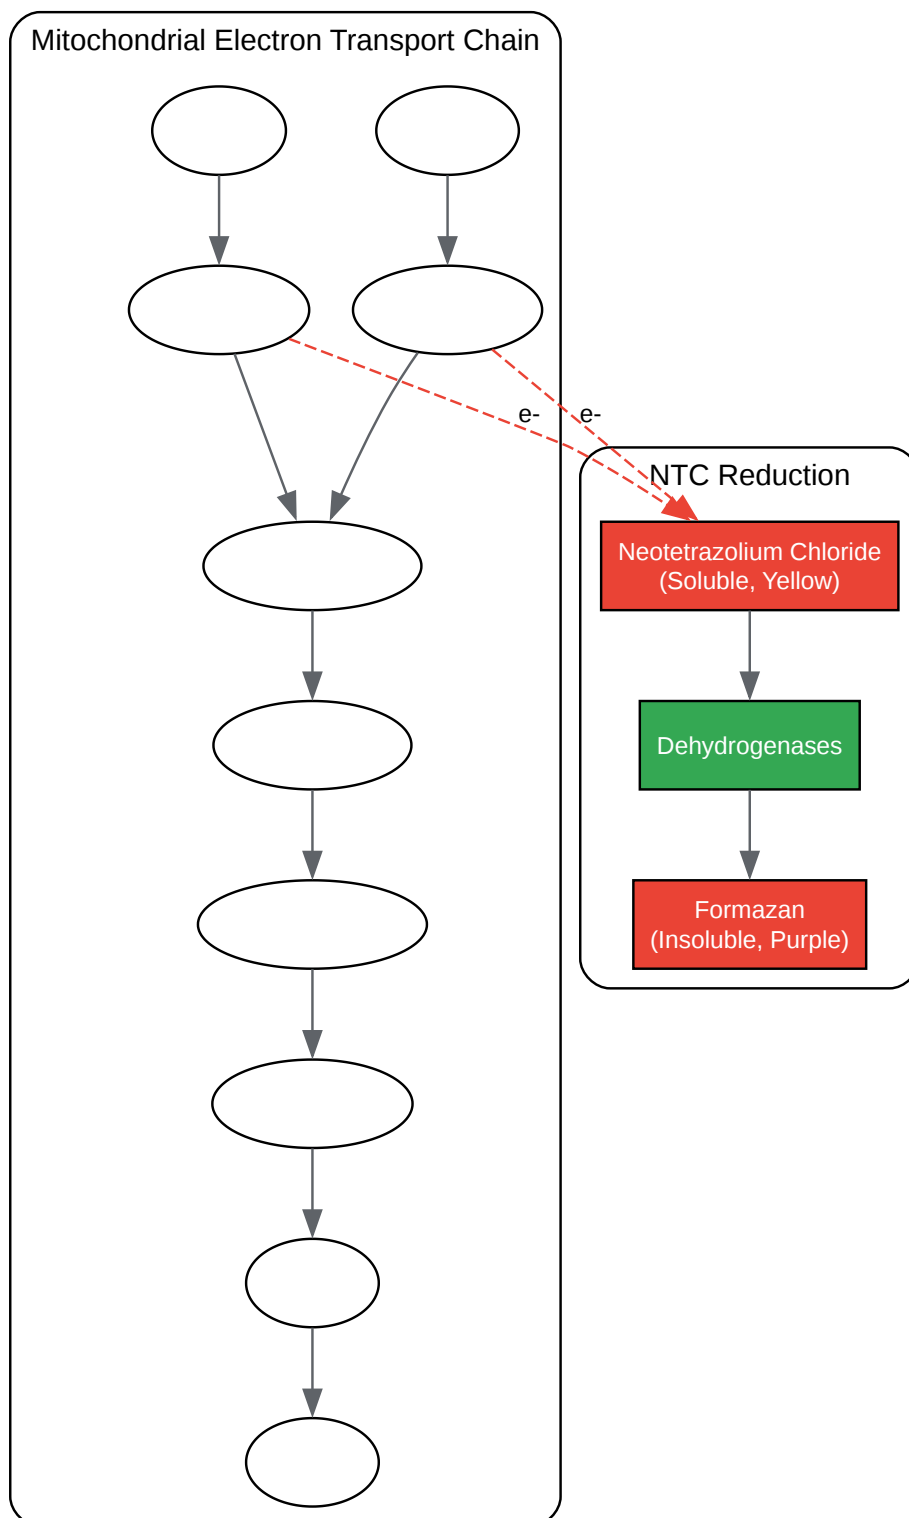 Mitochondrial Electron Transport Chain
e-
e-
NTC Reduction
Neotetrazolium Chloride
(Soluble, Yellow)
Dehydrogenases
Formazan
(Insoluble, Purple)